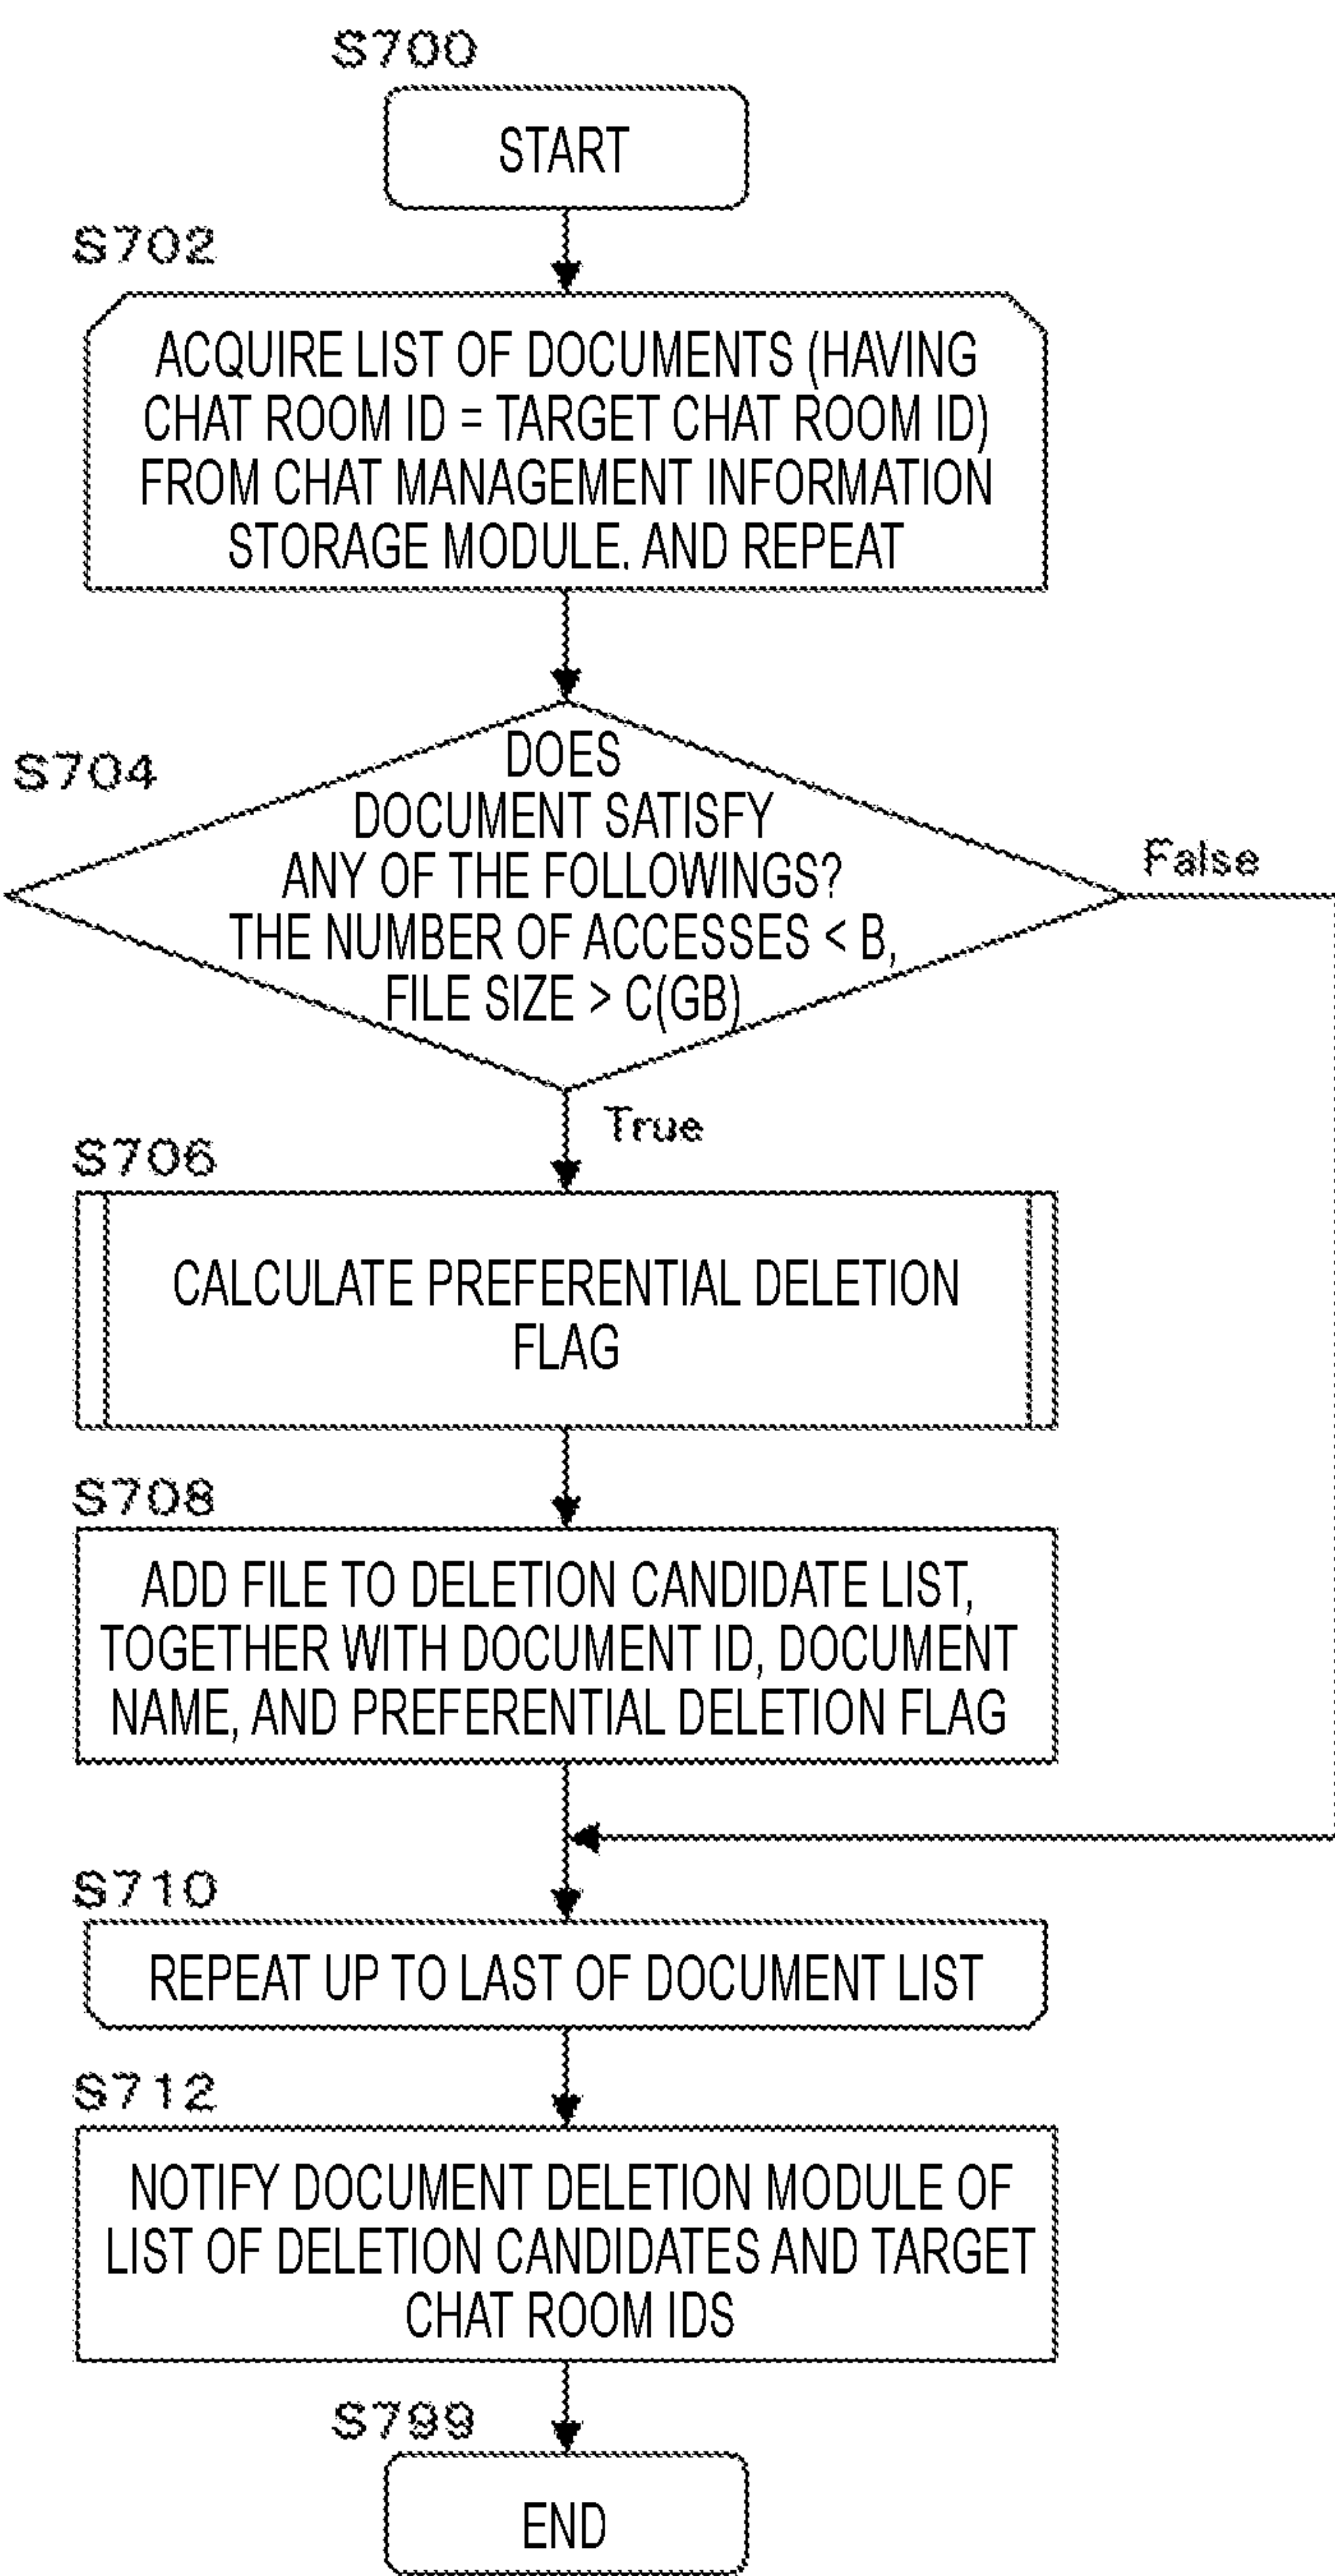 S700
START
S702
ACQUIRE LIST OF DOCUMENTS (HAVING
CHAT ROOM ID = TARGET CHAT ROOM ID)
FROM CHAT MANAGEMENT INFORMATION
STORAGE MODULE. AND REPEAT
S704
DOES
DOCUMENT SATISFY
ANY OF THE FOLLOWINGS?
THE NUMBER OF ACCESSES < B,
FILE SIZE > C(GB)
False
True
S706
CALCULATE PREFERENTIAL DELETION
FLAG
S708
ADD FILE TO DELETION CANDIDATE LIST,
TOGETHER WITH DOCUMENT ID, DOCUMENT
NAME, AND PREFERENTIAL DELETION FLAG
S710
REPEAT UP TO LAST OF DOCUMENT LIST
S712
NOTIFY DOCUMENT DELETION MODULE OF
LIST OF DELETION CANDIDATES AND TARGET
CHAT ROOM IDS
S799
END